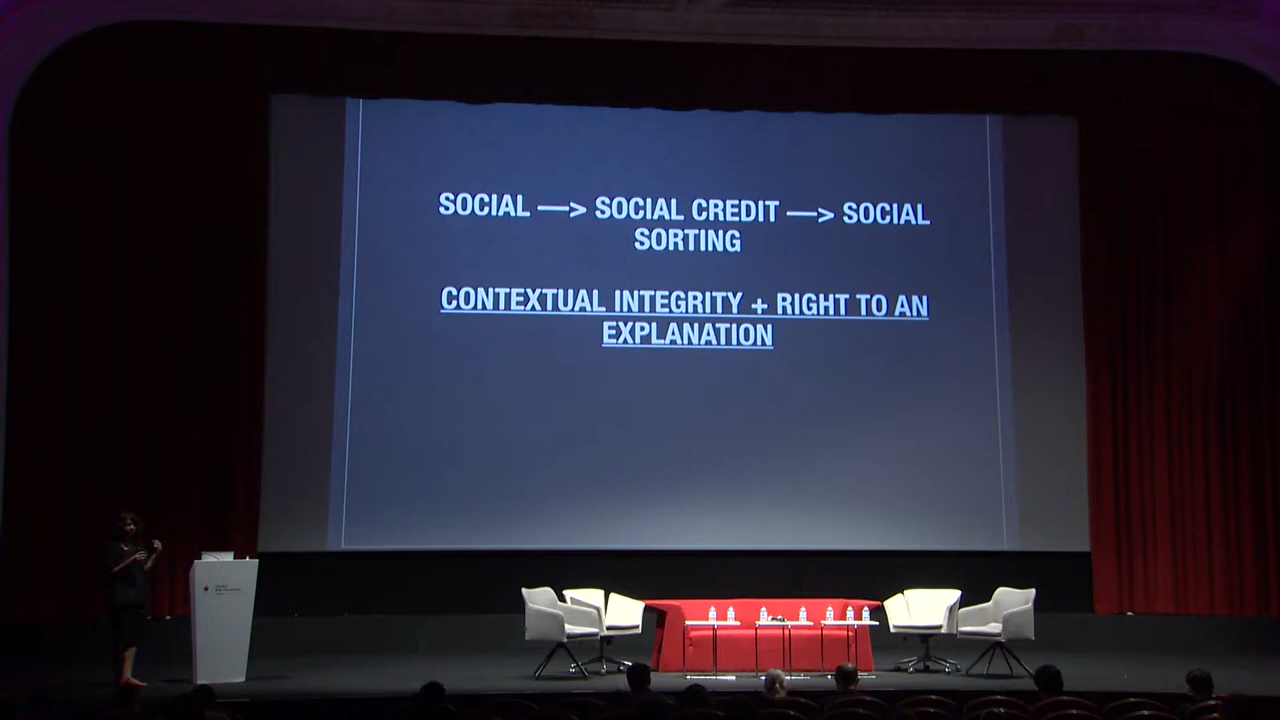 SOCIAL —> SOCIAL CREDIT —> SOCIAL
SORTING
CONTEXTUAL INTEGRITY + RIGHT TO AN
EXPLANATION